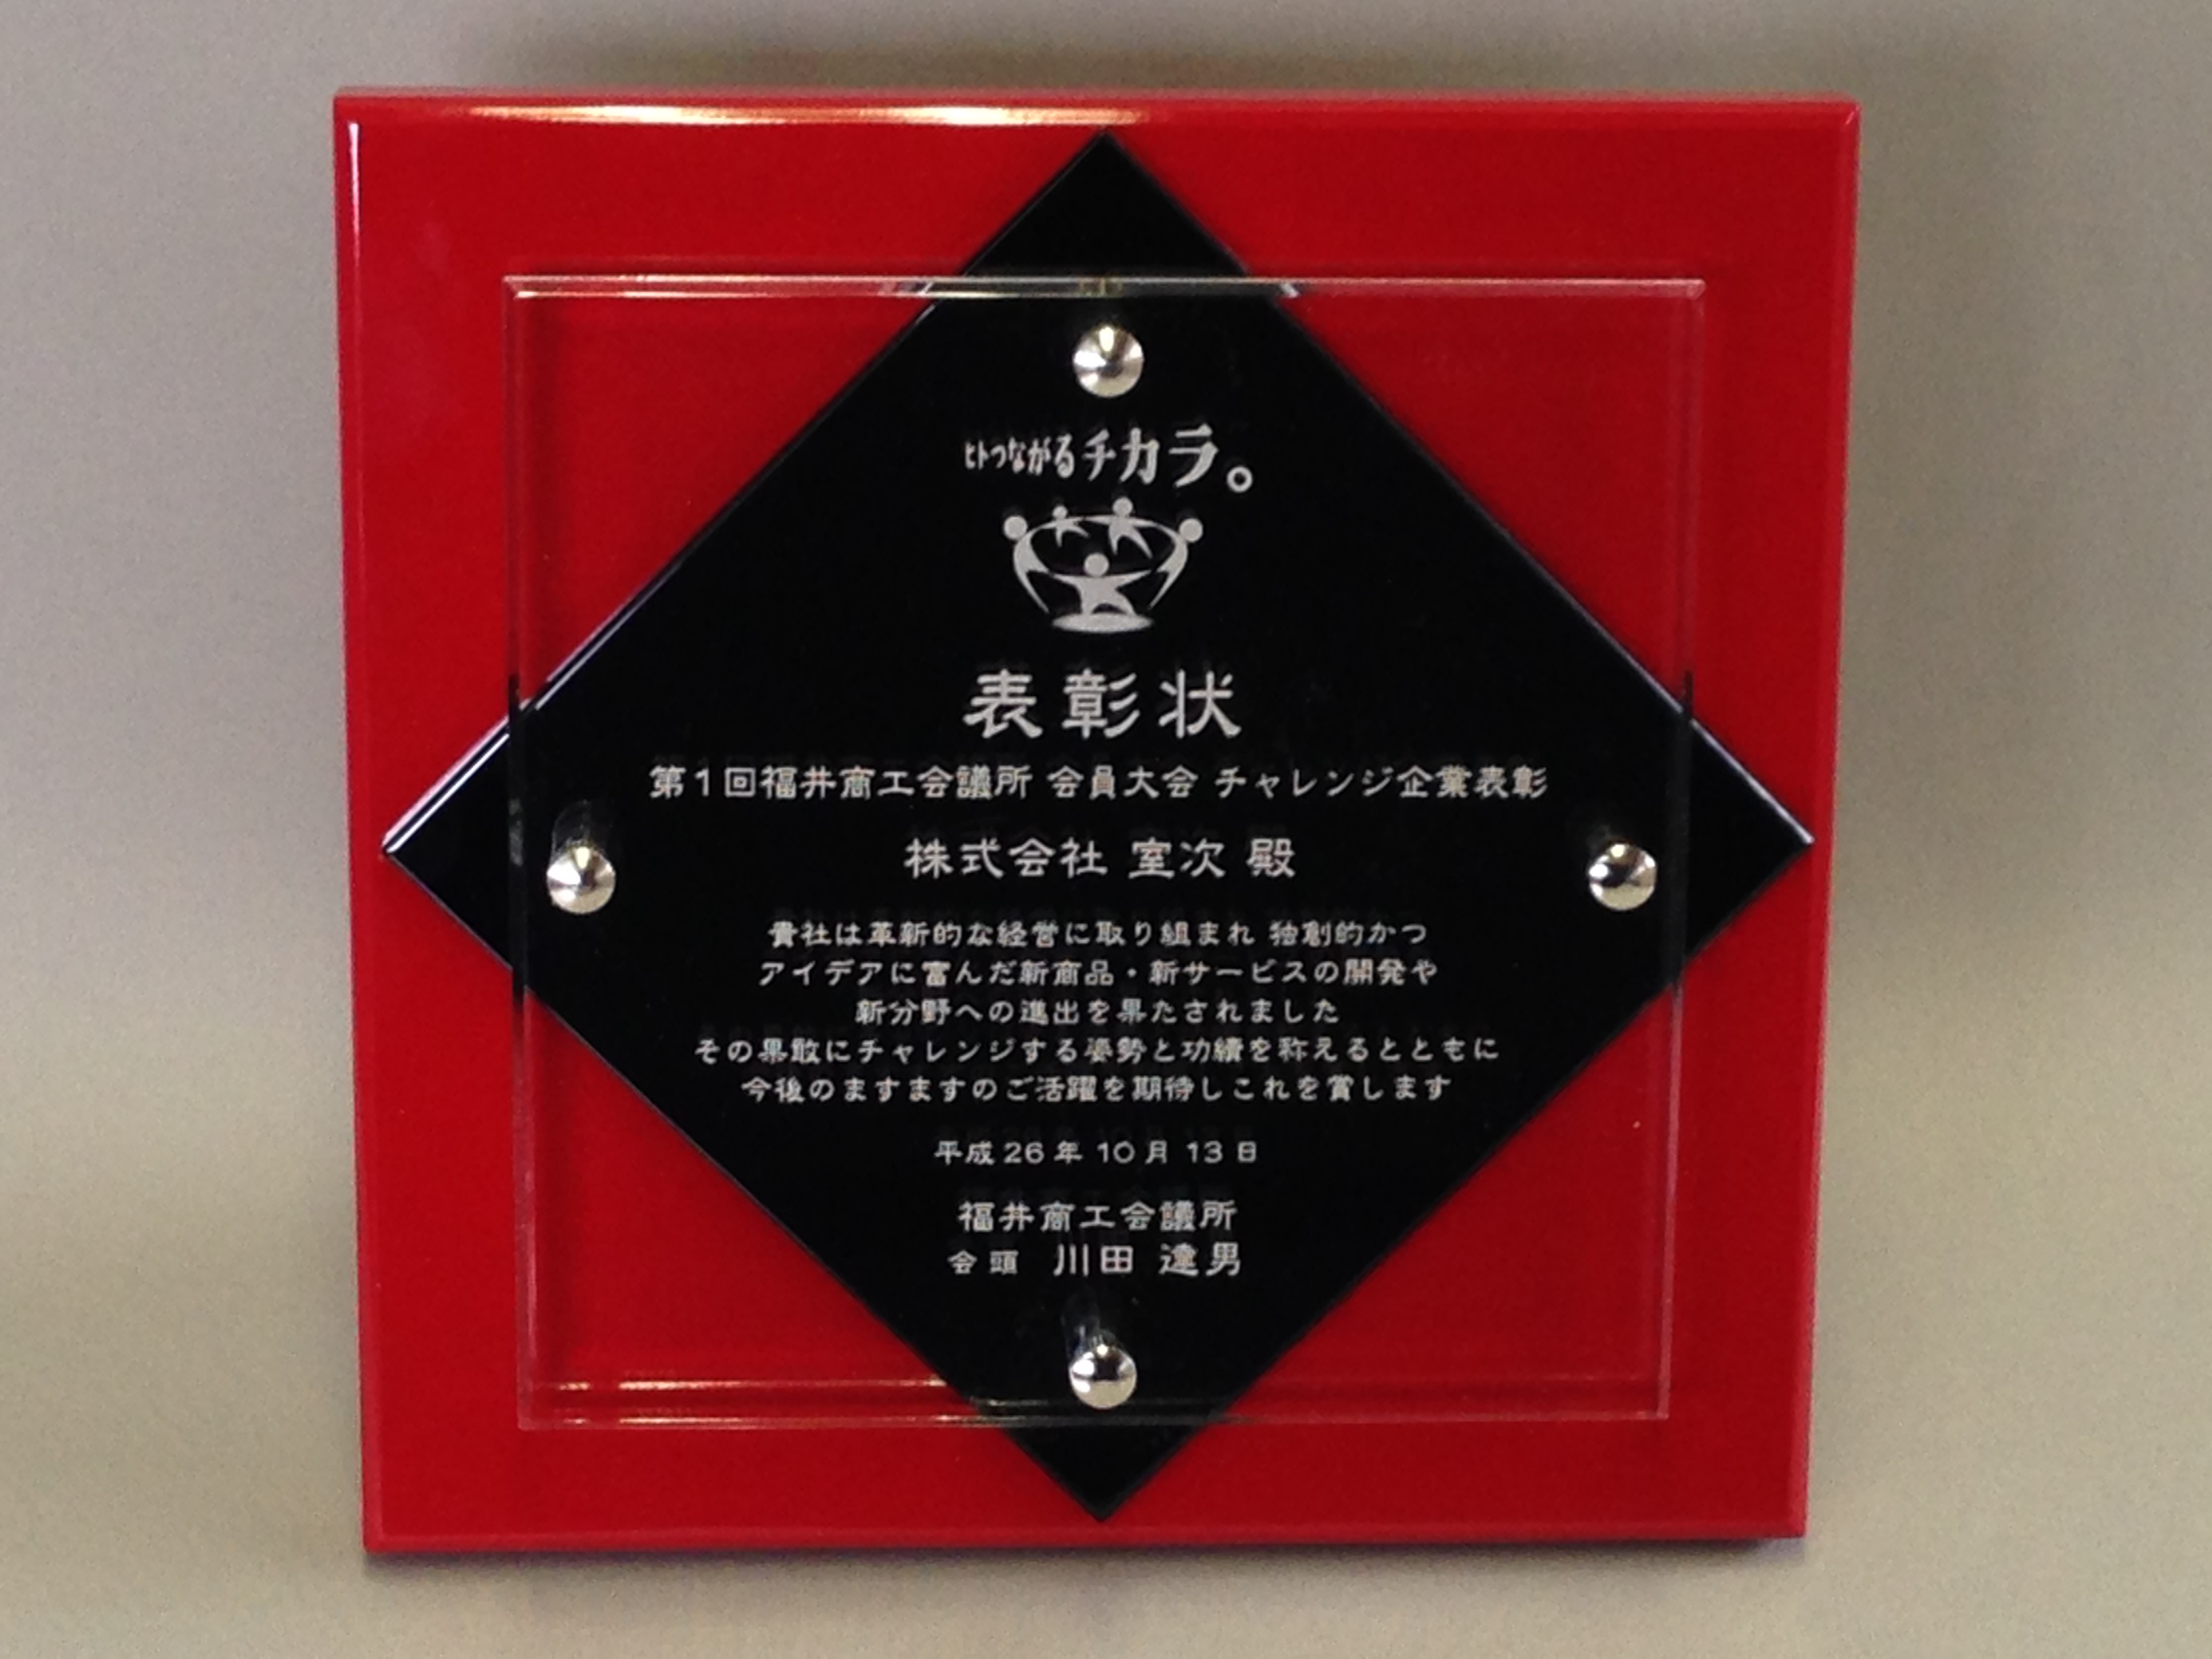 ヒトつながるチカラ。
表彰状
第1回福井商工会議所 会員大会 チャレンジ企業表彰
株式会社 室次 殿
貴社は革新的な経営に取り組まれ 独創的かつ
アイデアに富んだ新商品・新サービスの開発や
新分野への進出を果たされました
その果敢にチャレンジする姿勢と功績を称えるとともに
今後のますますのご活躍を期待しこれを賞します
平成26年10月13日
福井商工会議所
会頭 川田 達男